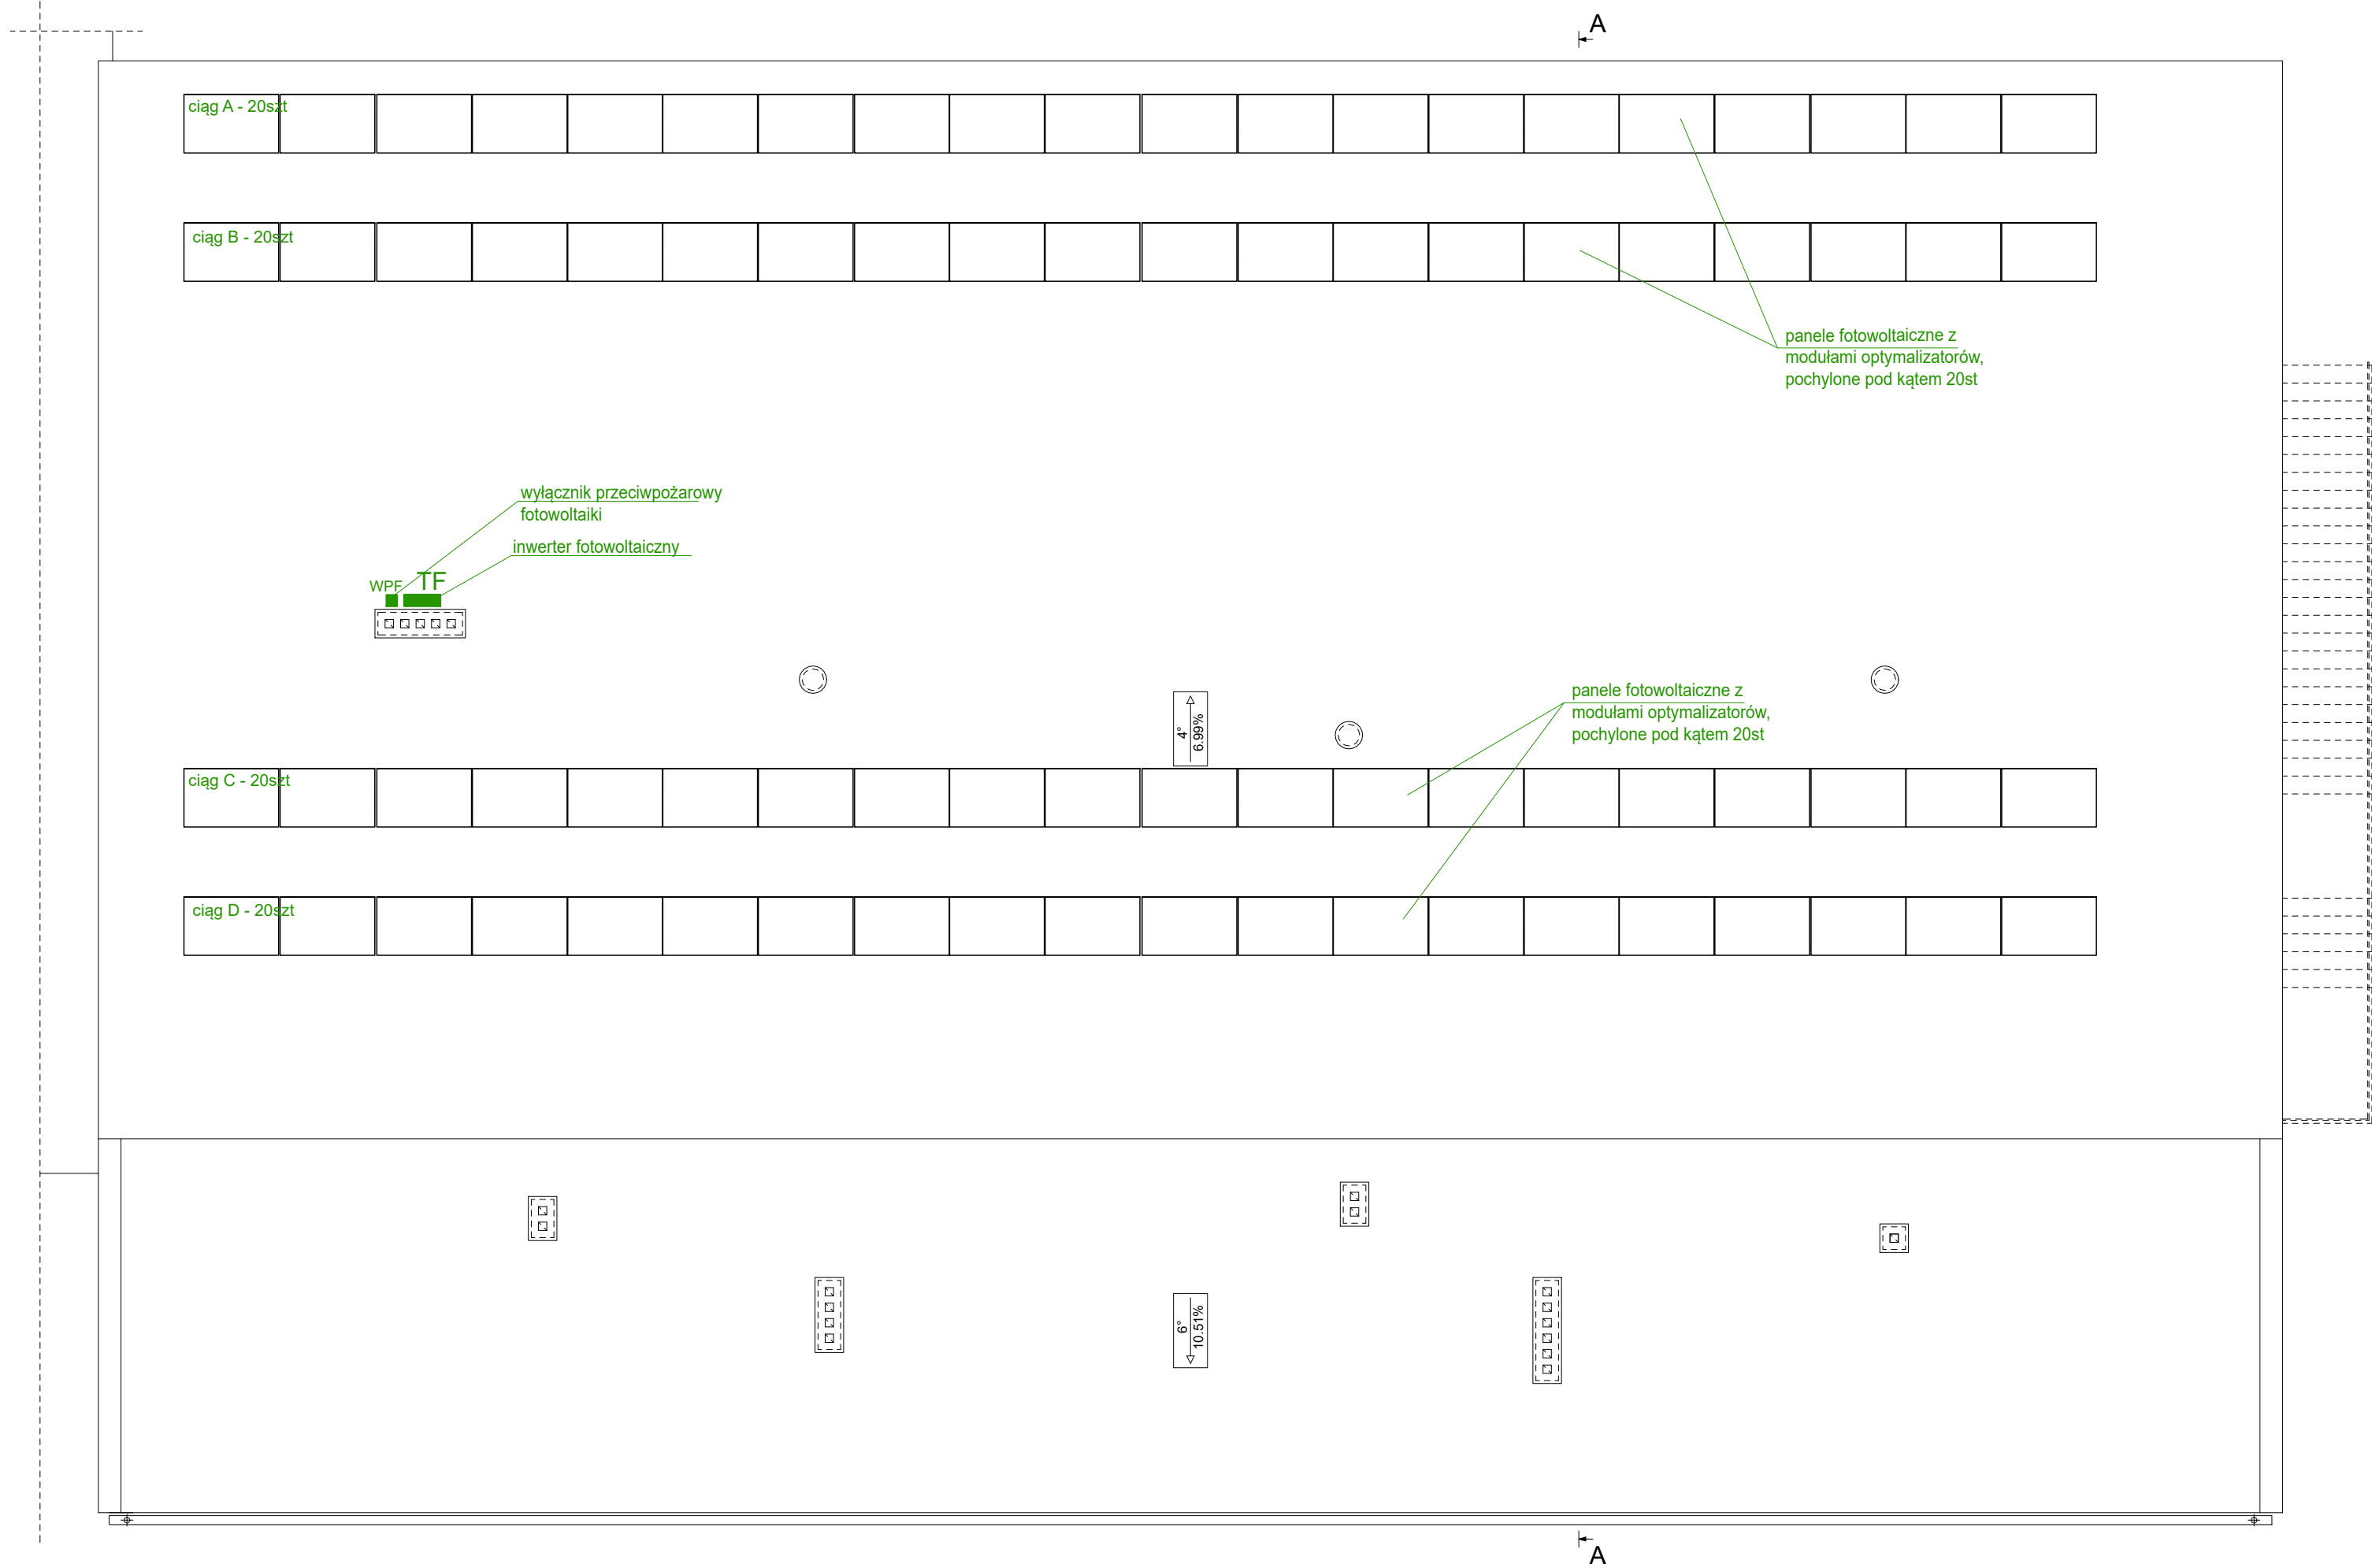 A
ciąg A - 20szt
ciąg B - 20szt
panele fotowoltaiczne z
modułami optymalizatorów,
pochylone pod kątem 20st
wyłącznik przeciwpożarowy
fotowoltaiki
inwerter fotowoltaiczny
WPF
TF
panele fotowoltaiczne z
modułami optymalizatorów,
pochylone pod kątem 20st
4°
6.99%
ciąg C - 20szt
ciąg D - 20szt
6°
10.51%
A